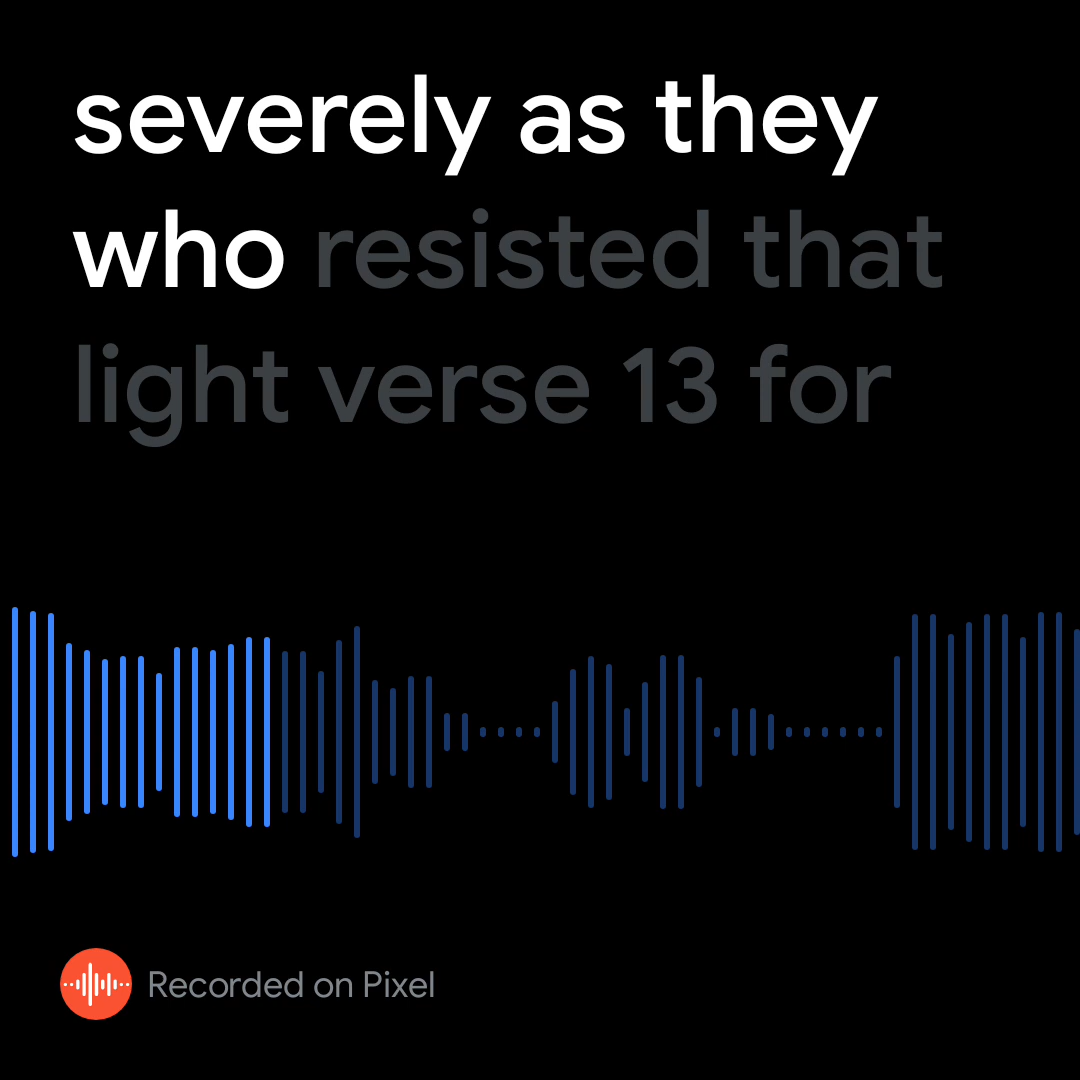 severely as they
who resisted that
light verse 13 for
Recorded on Pixel